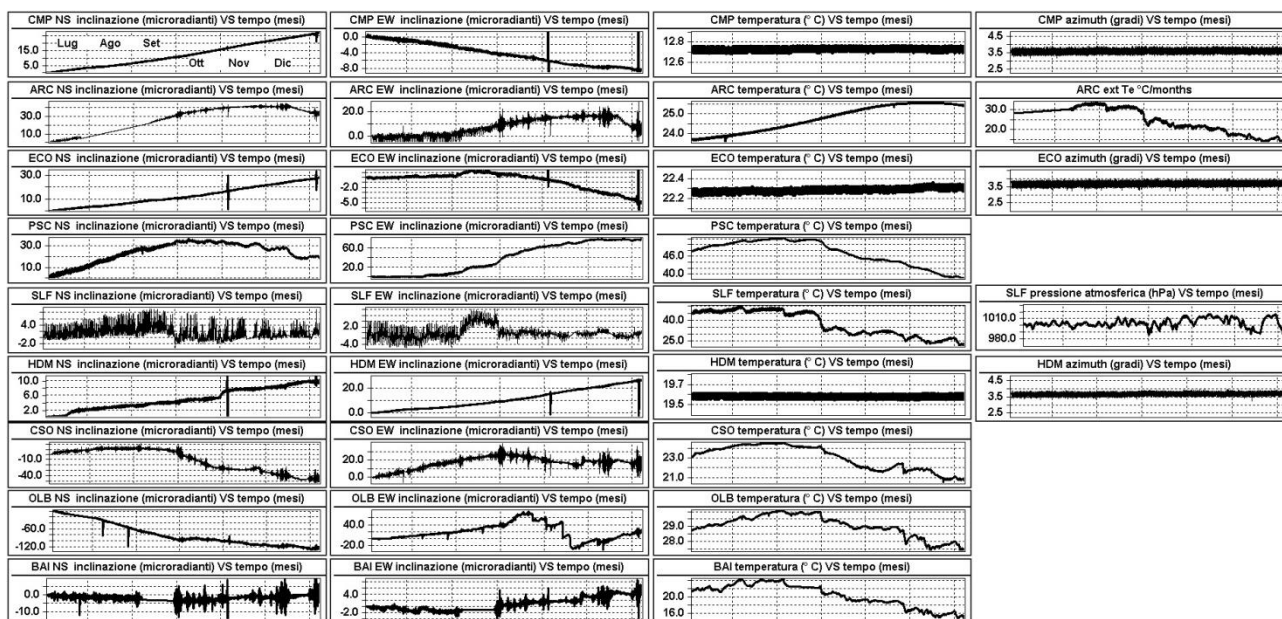 CMP NS inclinazione (microradianti) VS tempo (mesi)
15.0
5.0
Lug Ago Set
Ott Nov Dic
CMP EW inclinazione (microradianti) VS tempo (mesi)
0.0
-4.0
-8.0
CMP temperatura (° C) VS tempo (mesi)
12.8
12.6
CMP azimuth (gradi) VS tempo (mesi)
4.5
3.5
2.5
ARC NS inclinazione (microradianti) VS tempo (mesi)
30.0
10.0
ARC EW inclinazione (microradianti) VS tempo (mesi)
20.0
0.0
ARC temperatura (° C) VS tempo (mesi)
25.0
24.0
ARC ext Te °C/months
30.0
20.0
ECO NS inclinazione (microradianti) VS tempo (mesi)
30.0
10.0
ECO EW inclinazione (microradianti) VS tempo (mesi)
-2.0
-5.0
ECO temperatura (° C) VS tempo (mesi)
22.4
22.2
ECO azimuth (gradi) VS tempo (mesi)
3.5
2.5
PSC NS inclinazione (microradianti) VS tempo (mesi)
30.0
10.0
PSC EW inclinazione (microradianti) VS tempo (mesi)
60.0
20.0
PSC temperatura (° C) VS tempo (mesi)
46.0
40.0
SLF NS inclinazione (microradianti) VS tempo (mesi)
4.0
-2.0
SLF EW inclinazione (microradianti) VS tempo (mesi)
2.0
-4.0
SLF temperatura (° C) VS tempo (mesi)
40.0
25.0
SLF pressione atmosferica (hPa) VS tempo (mesi)
1010.0
980.0
HDM NS inclinazione (microradianti) VS tempo (mesi)
10.0
6.0
2.0
HDM EW inclinazione (microradianti) VS tempo (mesi)
20.0
0.0
HDM temperatura (° C) VS tempo (mesi)
19.7
19.5
HDM azimuth (gradi) VS tempo (mesi)
4.5
3.5
2.5
CSO NS inclinazione (microradianti) VS tempo (mesi)
-10.0
-40.0
CSO EW inclinazione (microradianti) VS tempo (mesi)
20.0
0.0
CSO temperatura (° C) VS tempo (mesi)
23.0
21.0
OLB NS inclinazione (microradianti) VS tempo (mesi)
-60.0
-120.0
OLB EW inclinazione (microradianti) VS tempo (mesi)
40.0
-20.0
OLB temperatura (° C) VS tempo (mesi)
29.0
28.0
BAI NS inclinazione (microradianti) VS tempo (mesi)
0.0
-10.0
BAI EW inclinazione (microradianti) VS tempo (mesi)
4.0
-2.0
BAI temperatura (° C) VS tempo (mesi)
20.0
16.0